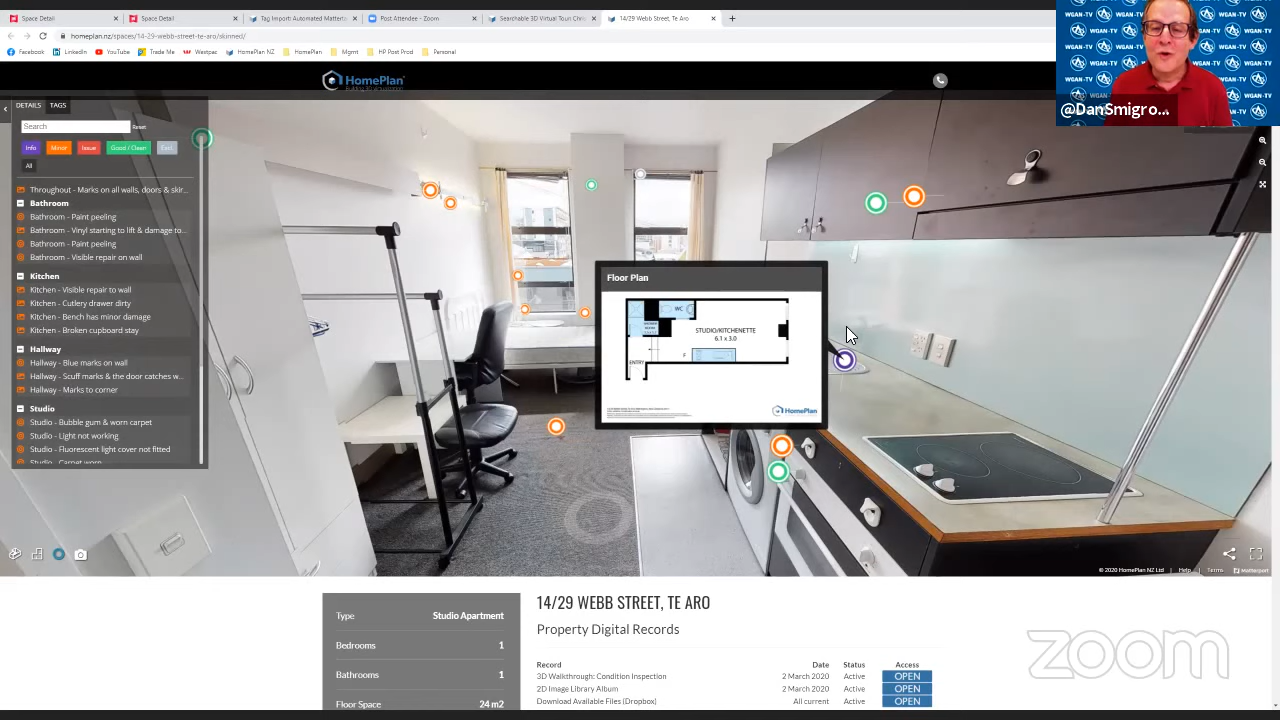 Space Detail
Space Detail
Tag Import: Automated Matterto
Post Attendee - Zoom
Searchable 3D Virtual Tours Chris
14/29 Webb Street, Te Aro
homeplan.nz/spaces/14-29-webb-street-te-aro/skinned/
Facebook LinkedIn YouTube Trade Me Westpac HomePlan NZ HomePlan Mgmt HP Post Prod Personal
HomePlan
WGAN-TV
@DanSmigro...
DETAILS TAGS
Search Reset
Info Minor Issue Good / Clean Excl.
All
Throughout - Marks on all walls, doors & skir...
Bathroom
Bathroom - Paint peeling
Bathroom - Vinyl starting to lift & damage to...
Bathroom - Paint peeling
Bathroom - Visible repair on wall
Kitchen
Kitchen - Visible repair to wall
Kitchen - Cutlery drawer dirty
Kitchen - Bench has minor damage
Kitchen - Broken cupboard stay
Hallway
Hallway - Blue marks on wall
Hallway - Scuff marks & the door catches w...
Hallway - Marks to corner
Studio
Studio - Bubble gum & worn carpet
Studio - Light not working
Studio - Fluorescent light cover not fitted
Studio - Carpet worn
Floor Plan
WC
STUDIO/KITCHENETTE
6.1 x 3.0
F
ENTRY
HomePlan
© 2020 HomePlan NZ Ltd | Help | Terms Matterport
Type Studio Apartment
Bedrooms 1
Bathrooms 1
Floor Space 24 m2
14/29 WEBB STREET, TE ARO
Property Digital Records
Record Date Status Access
3D Walkthrough: Condition Inspection 2 March 2020 Active OPEN
2D Image Library Album 2 March 2020 Active OPEN
Download Available Files (Dropbox) All current Active OPEN
zoom